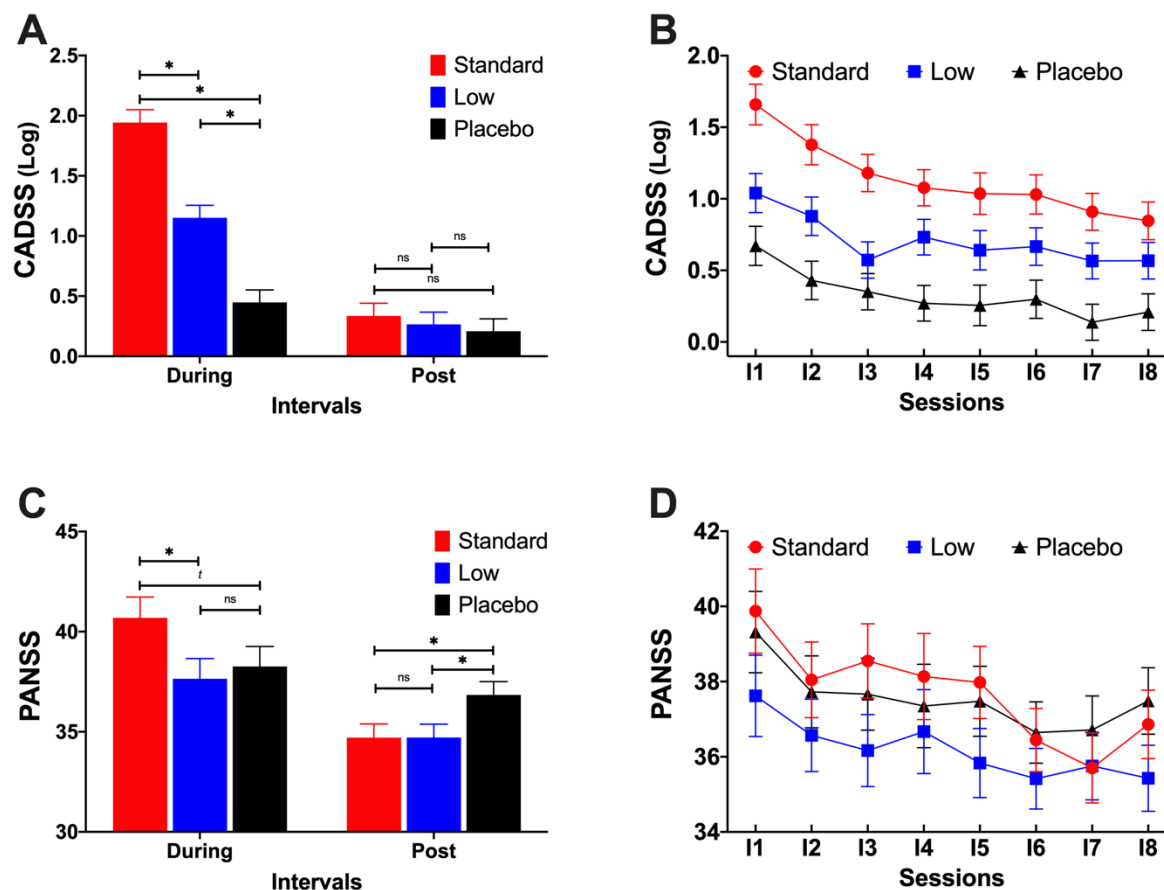 A
CADSS (Log)
2.5
2.0
1.5
1.0
0.5
0.0
Standard
Low
Placebo
*
*
*
ns
ns
ns
During
Post
Intervals
B
CADSS (Log)
2.0
1.5
1.0
0.5
0.0
Standard
Low
Placebo
I1
I2
I3
I4
I5
I6
I7
I8
Sessions
C
PANSS
45
40
35
30
Standard
Low
Placebo
*
t
ns
*
*
ns
During
Post
Intervals
D
PANSS
42
40
38
36
34
Standard
Low
Placebo
I1
I2
I3
I4
I5
I6
I7
I8
Sessions